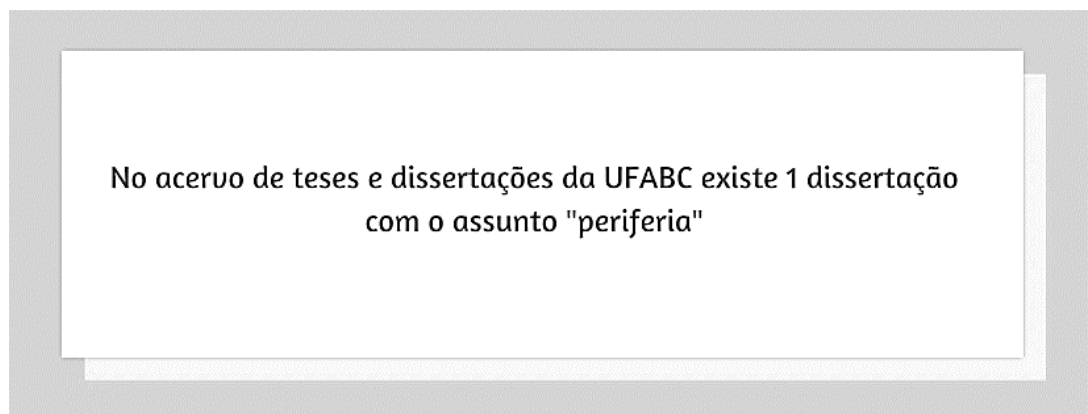 No acervo de teses e dissertações da UFABC existe 1 dissertação
com o assunto "periferia"